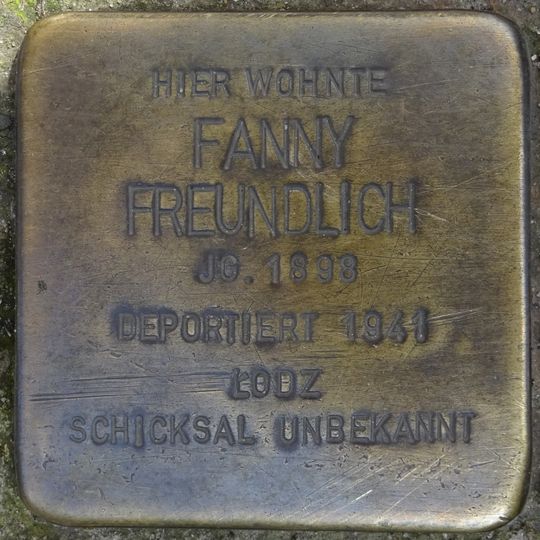 HIER WOHNTE
FANNY
FREUNDLICH
JG. 1898
DEPORTIERT 1941
ŁODZ
SCHICKSAL UNBEKANNT